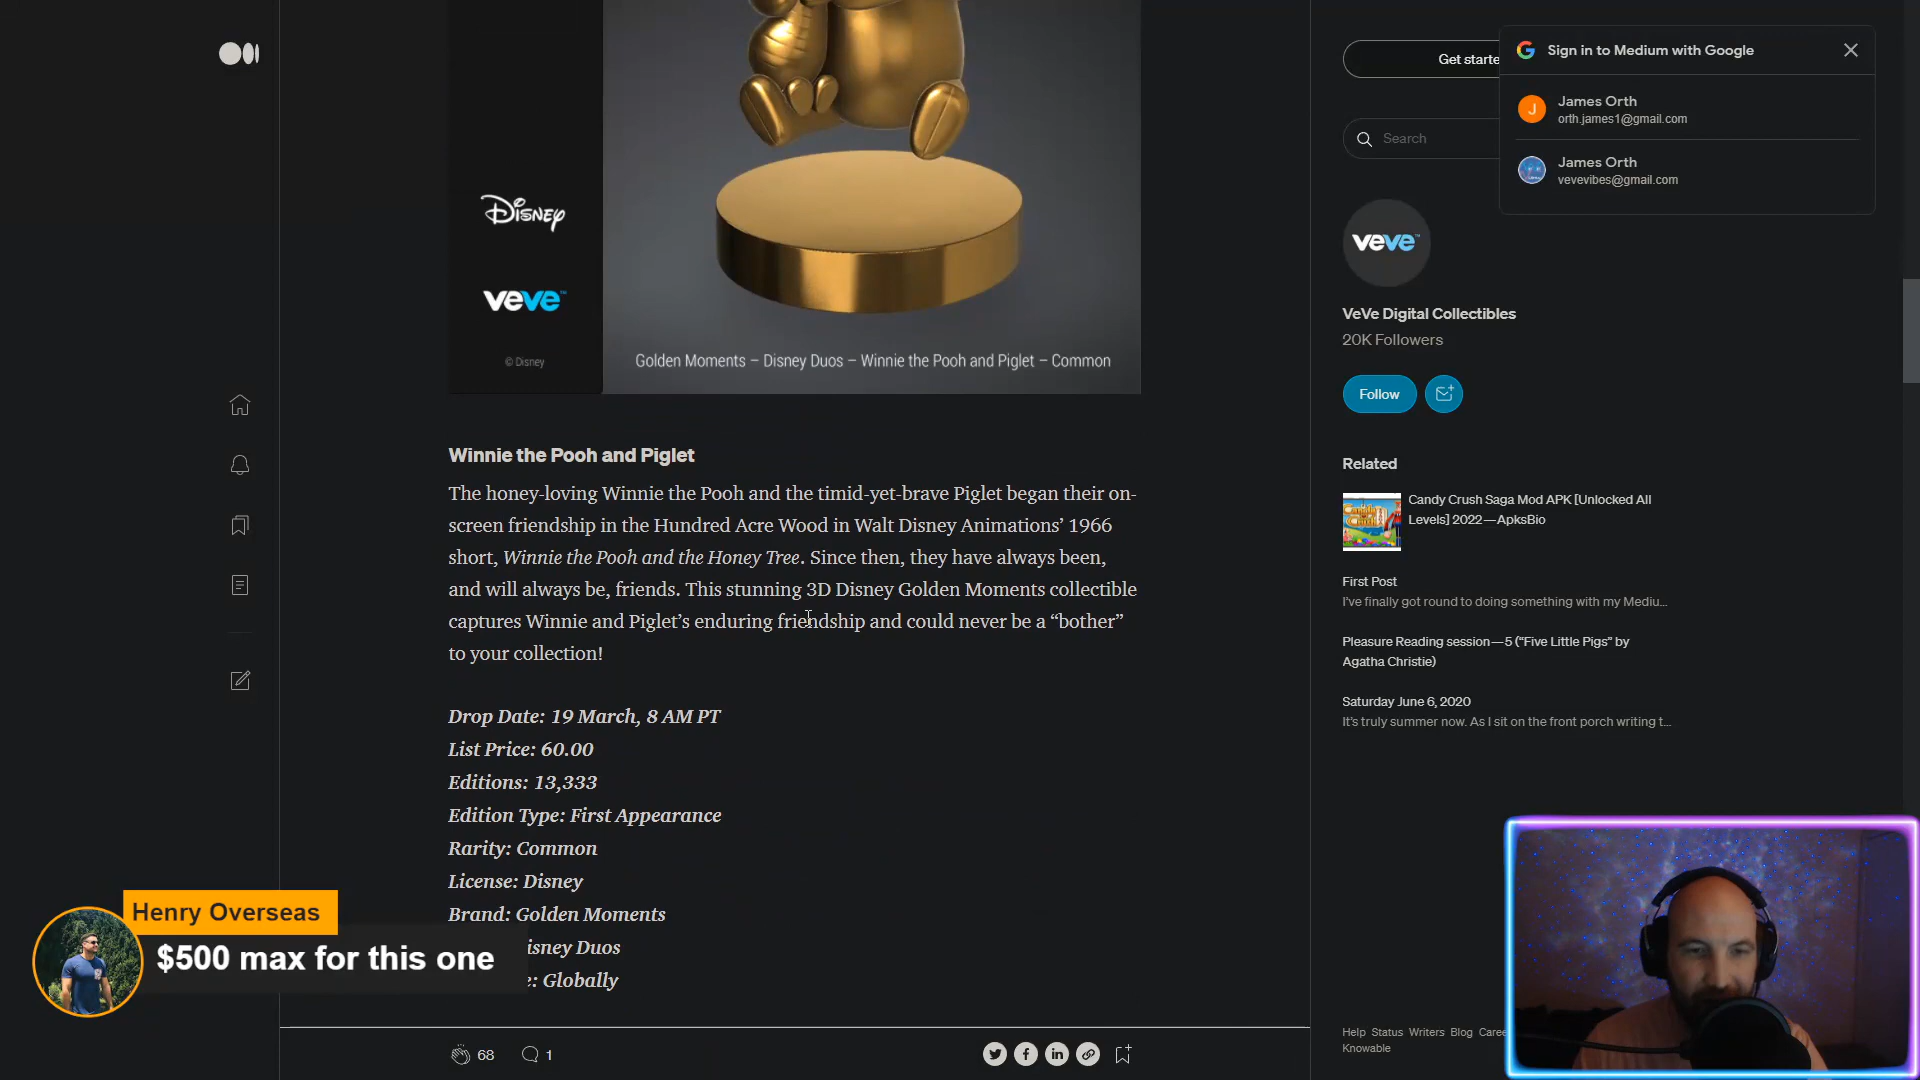 Disney
veve
© Disney
Golden Moments – Disney Duos – Winnie the Pooh and Piglet – Common
Winnie the Pooh and Piglet
The honey-loving Winnie the Pooh and the timid-yet-brave Piglet began their on-
screen friendship in the Hundred Acre Wood in Walt Disney Animations’ 1966
short, Winnie the Pooh and the Honey Tree. Since then, they have always been,
and will always be, friends. This stunning 3D Disney Golden Moments collectible
captures Winnie and Piglet’s enduring friendship and could never be a “bother”
to your collection!
Drop Date: 19 March, 8 AM PT
List Price: 60.00
Editions: 13,333
Edition Type: First Appearance
Rarity: Common
License: Disney
Brand: Golden Moments
isney Duos
e: Globally
Henry Overseas
$500 max for this one
68
1
Get starte
Search
Sign in to Medium with Google
J
James Orth
orth.james1@gmail.com
James Orth
vevevibes@gmail.com
veve
VeVe Digital Collectibles
20K Followers
Follow
Related
Candy Crush Saga Mod APK [Unlocked All
Levels] 2022—ApksBio
First Post
I’ve finally got round to doing something with my Mediu...
Pleasure Reading session—5 (“Five Little Pigs” by
Agatha Christie)
Saturday June 6, 2020
It’s truly summer now. As I sit on the front porch writing t...
Help Status Writers Blog Caree
Knowable